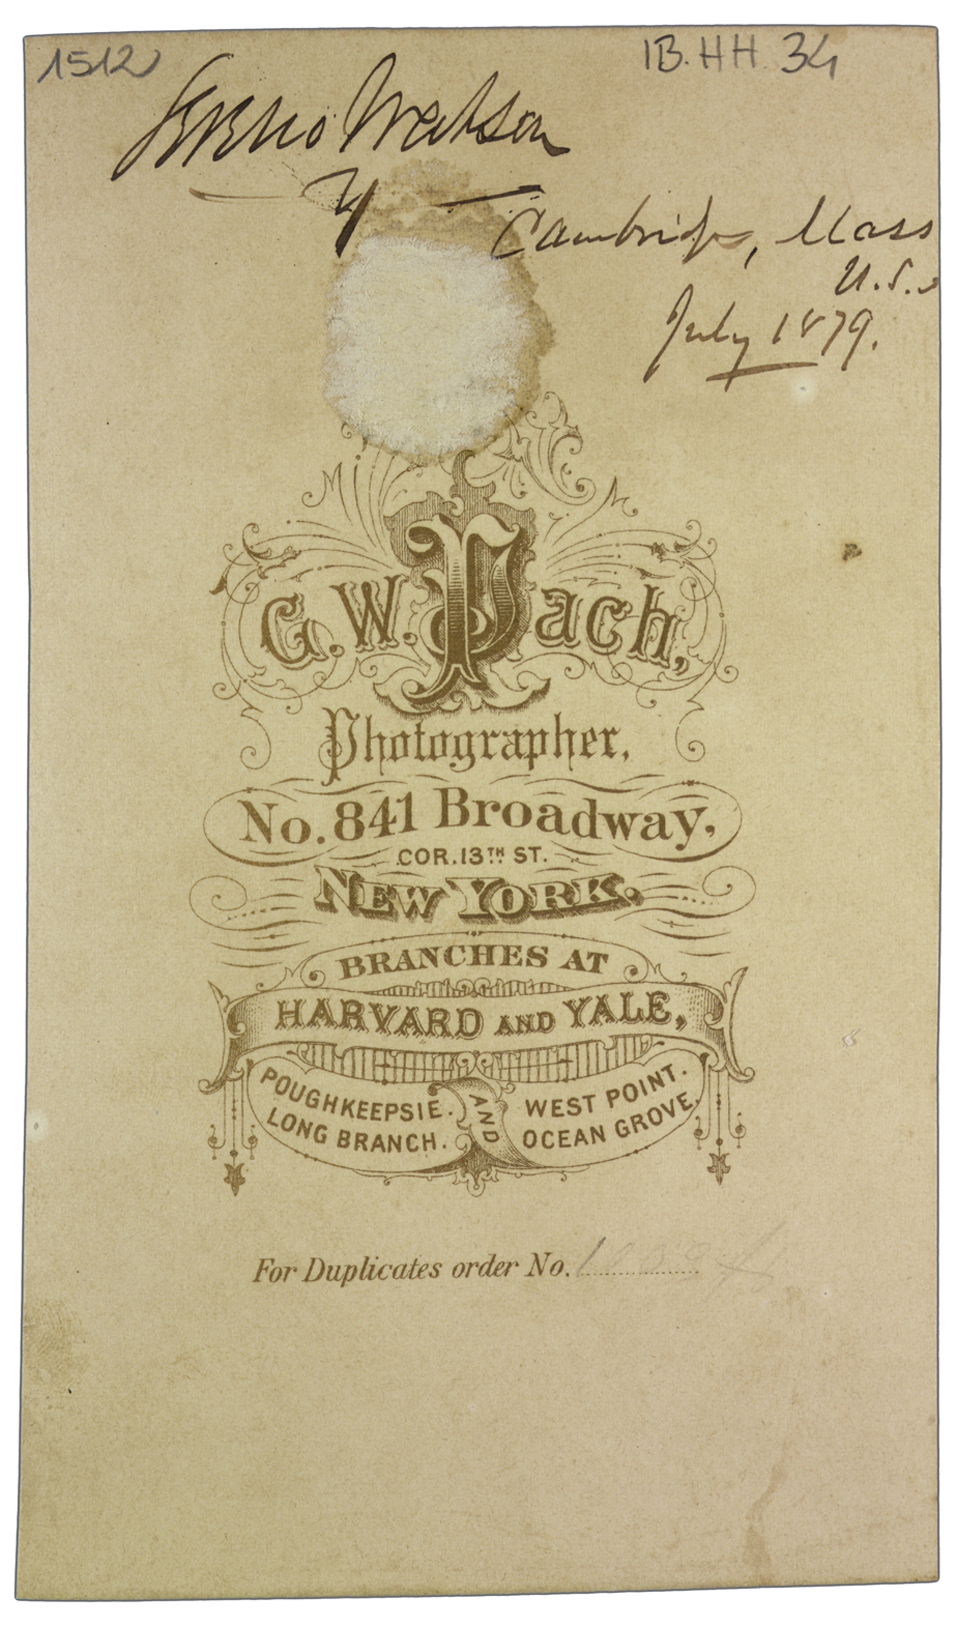 1512
IB.HH 34
Sereno Watson
Cambridge, Mass
U.S.
July 1879.
G. W. Pach,
Photographer,
No. 841 Broadway,
COR. 13TH ST.
NEW YORK.
BRANCHES AT
HARVARD AND YALE,
POUGHKEEPSIE.
LONG BRANCH.
AND
WEST POINT.
OCEAN GROVE.
For Duplicates order No.